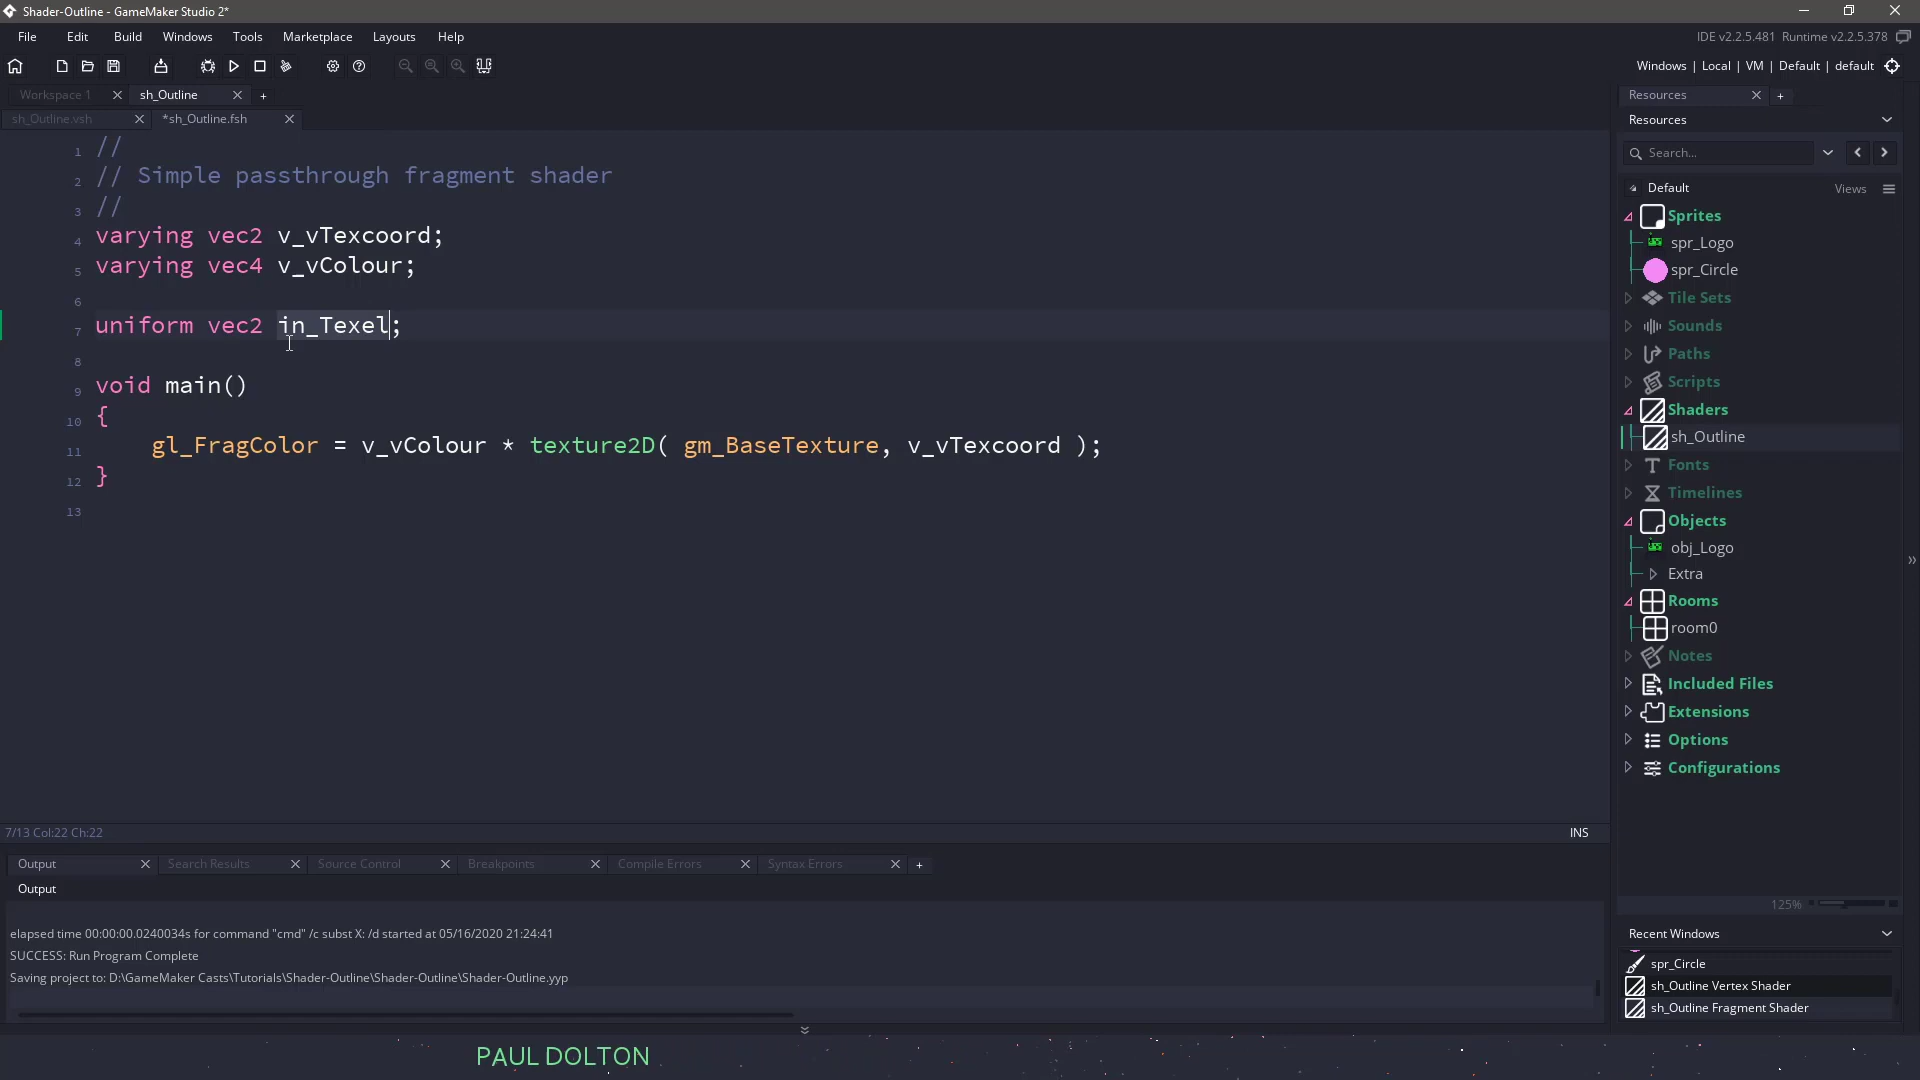 Shader-Outline - GameMaker Studio 2*
File Edit Build Windows Tools Marketplace Layouts Help
IDE v2.2.5.481 Runtime v2.2.5.378
Windows | Local | VM | Default | default
Workspace 1
sh_Outline
+
sh_Outline.vsh
*sh_Outline.fsh
1 //
2 // Simple passthrough fragment shader
3 //
4 varying vec2 v_vTexcoord;
5 varying vec4 v_vColour;
6
7 uniform vec2 in_Texel;
8
9 void main()
10 {
11 gl_FragColor = v_vColour * texture2D( gm_BaseTexture, v_vTexcoord );
12 }
13
7/13 Col:22 Ch:22
INS
Output Search Results Source Control Breakpoints Compile Errors Syntax Errors +
Output
elapsed time 00:00:00.0240034s for command "cmd" /c subst X: /d started at 05/16/2020 21:24:41
SUCCESS: Run Program Complete
Saving project to: D:\GameMaker Casts\Tutorials\Shader-Outline\Shader-Outline\Shader-Outline.yyp
Resources
+
Resources
Search...
Default
Views
Sprites
spr_Logo
spr_Circle
Tile Sets
Sounds
Paths
Scripts
Shaders
sh_Outline
Fonts
Timelines
Objects
obj_Logo
Extra
Rooms
room0
Notes
Included Files
Extensions
Options
Configurations
125%
Recent Windows
spr_Circle
sh_Outline Vertex Shader
sh_Outline Fragment Shader
PAUL DOLTON